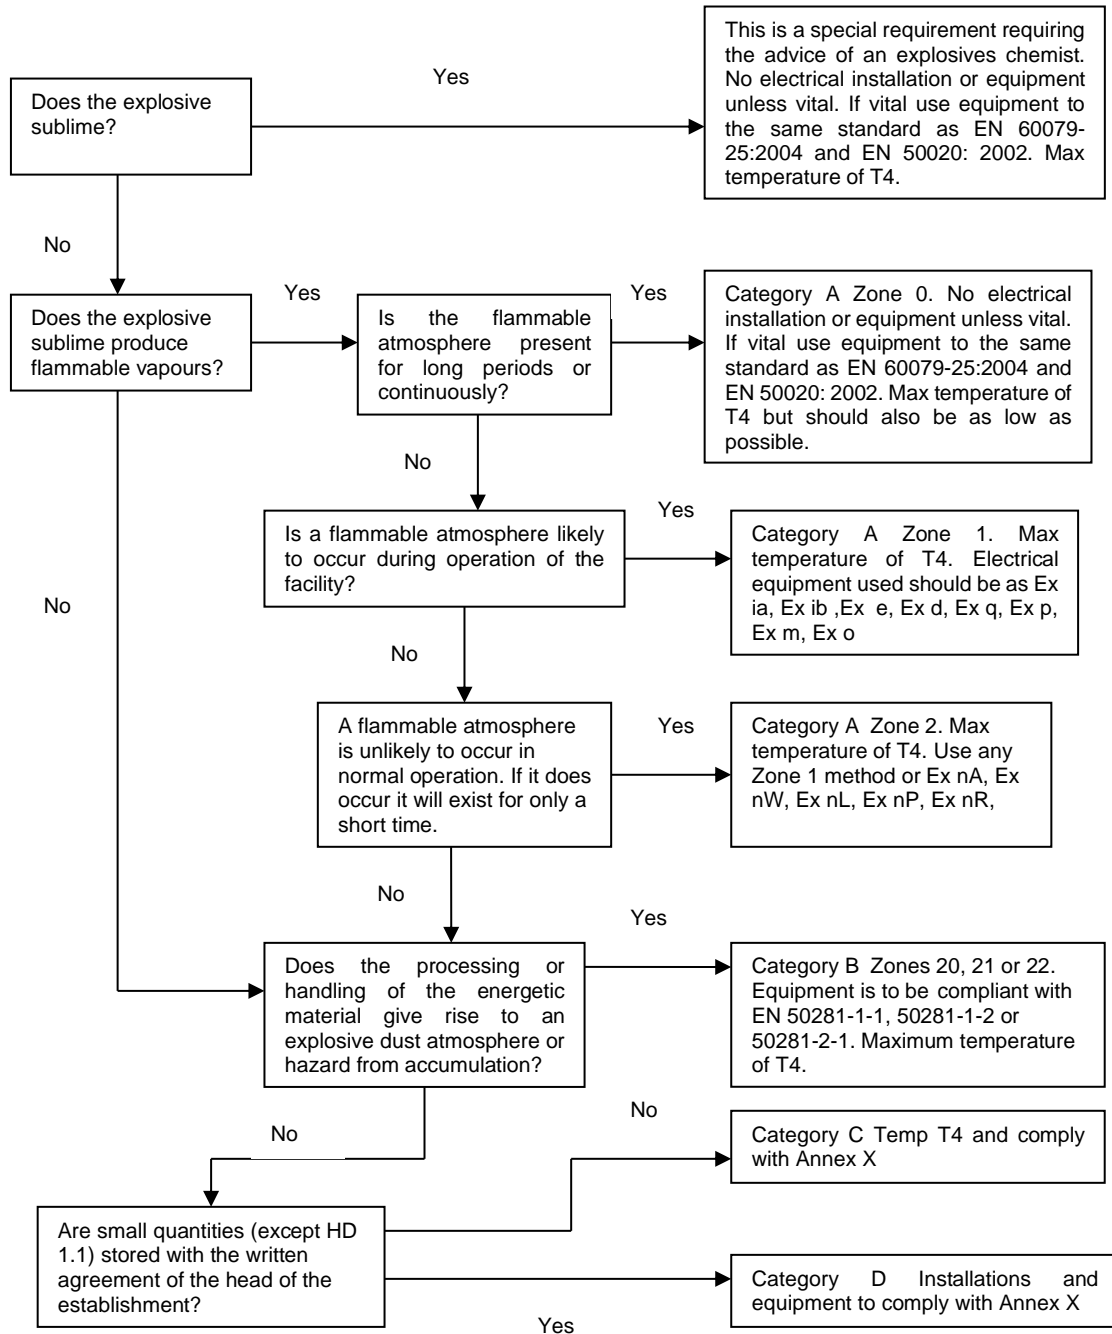 This is a special requirement requiring
the advice of an explosives chemist.
No electrical installation or equipment
unless vital. If vital use equipment to
the same standard as EN 60079-
25:2004 and EN 50020: 2002. Max
temperature of T4.
Yes
Does the explosive
sublime?
No
Does the explosive
sublime produce
flammable vapours?
Yes
Is the flammable
atmosphere present
for long periods or
continuously?
Yes
Category A Zone 0. No electrical
installation or equipment unless vital.
If vital use equipment to the same
standard as EN 60079-25:2004 and
EN 50020: 2002. Max temperature of
T4 but should also be as low as
possible.
No
Is a flammable atmosphere likely
to occur during operation of the
facility?
Yes
Category A Zone 1. Max
temperature of T4. Electrical
equipment used should be as Ex
ia, Ex ib ,Ex e, Ex d, Ex q, Ex p,
Ex m, Ex o
No
No
A flammable atmosphere
is unlikely to occur in
normal operation. If it does
occur it will exist for only a
short time.
Yes
Category A Zone 2. Max
temperature of T4. Use any
Zone 1 method or Ex nA, Ex
nW, Ex nL, Ex nP, Ex nR,
No
Does the processing or
handling of the energetic
material give rise to an
explosive dust atmosphere or
hazard from accumulation?
Yes
Category B Zones 20, 21 or 22.
Equipment is to be compliant with
EN 50281-1-1, 50281-1-2 or
50281-2-1. Maximum temperature
of T4.
No
No
Category C Temp T4 and comply
with Annex X
Are small quantities (except HD
1.1) stored with the written
agreement of the head of the
establishment?
Yes
Category D Installations and
equipment to comply with Annex X